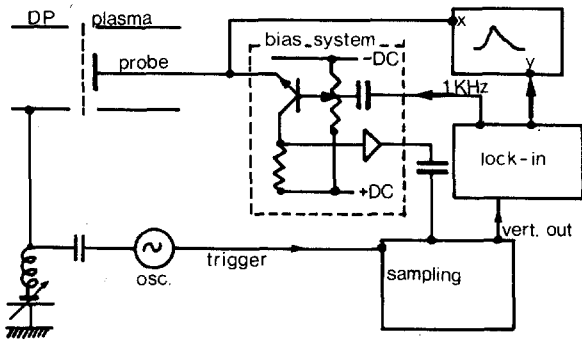 DP plasma
probe
bias system
-DC
+DC
1KHz
x
y
lock-in
vert. out
trigger
osc.
sampling